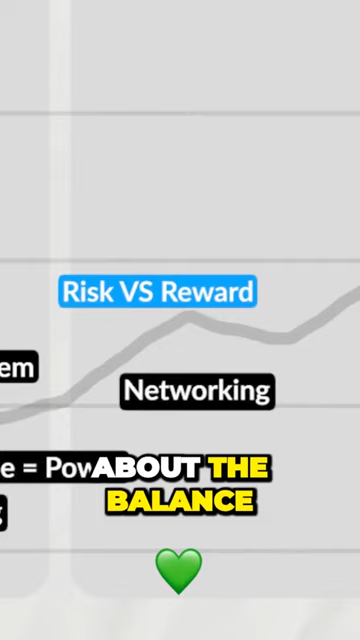 Risk VS Reward
em
Networking
e = Pow
ABOUT THE
BALANCE